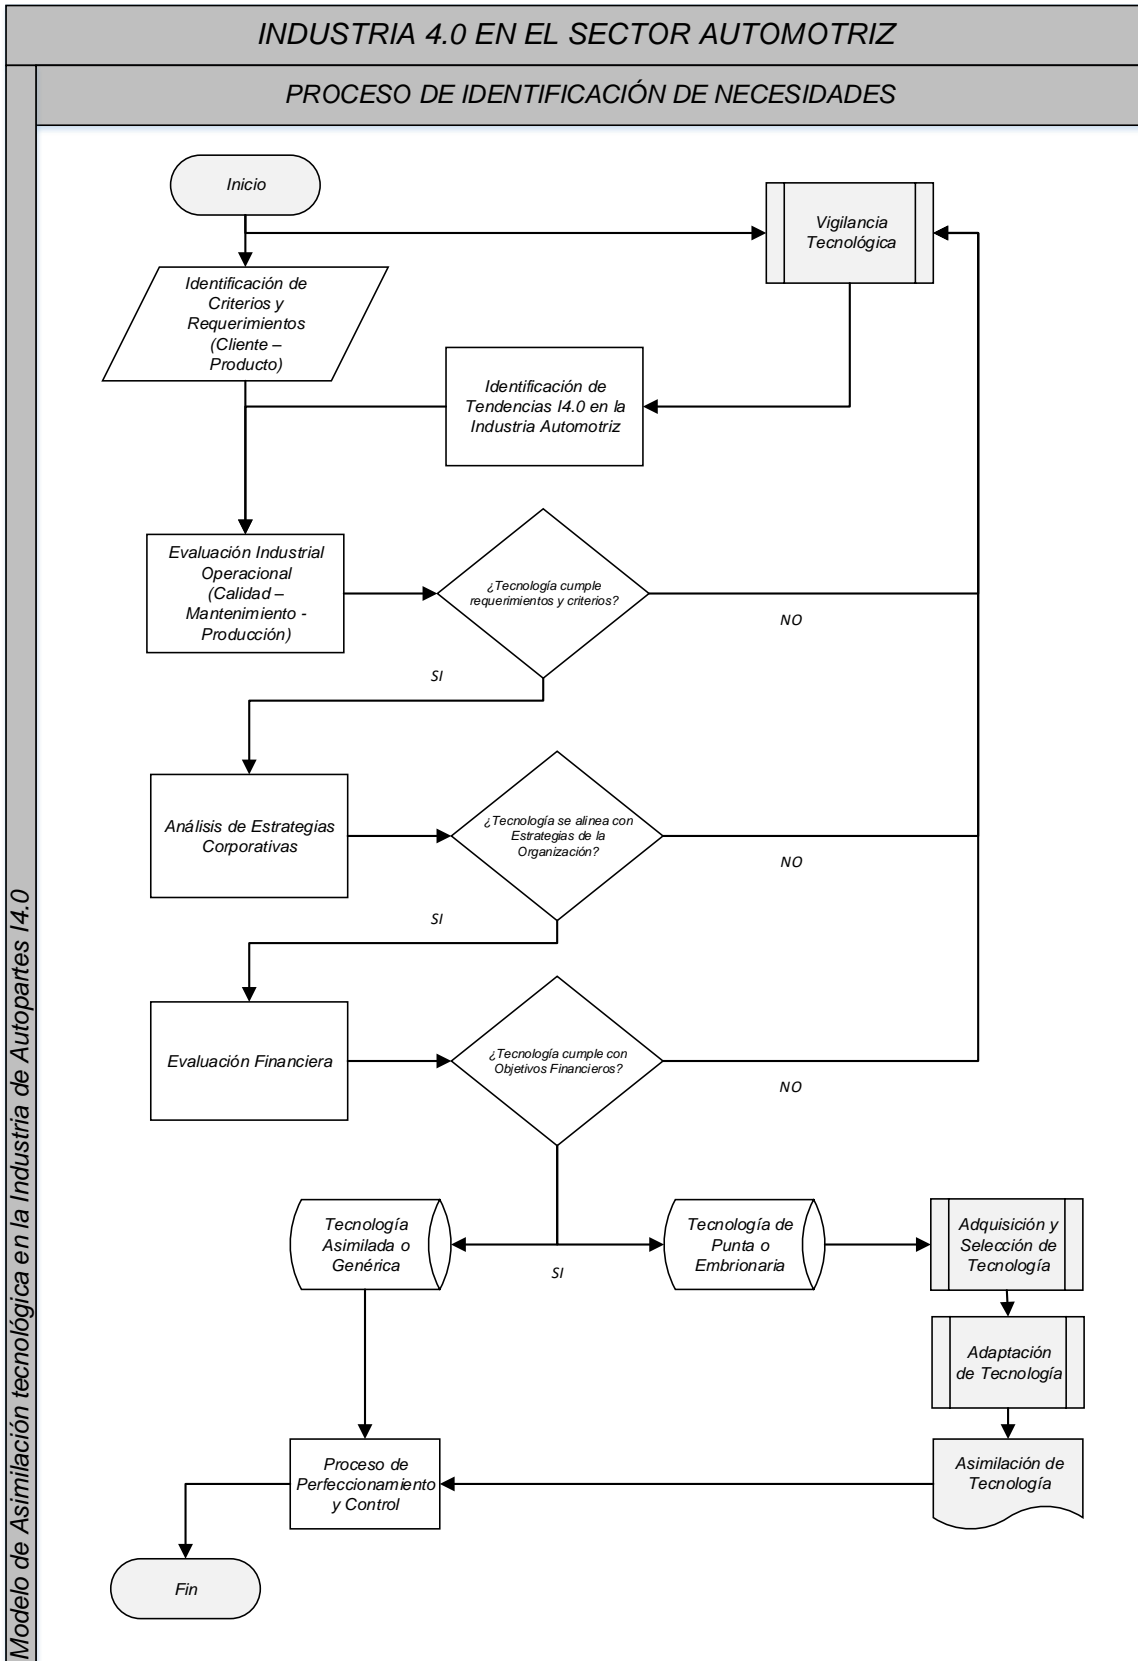 INDUSTRIA 4.0 EN EL SECTOR AUTOMOTRIZ
PROCESO DE IDENTIFICACIÓN DE NECESIDADES
Modelo de Asimilación tecnológica en la Industria de Autopartes I4.0
Inicio
Vigilancia
Tecnológica
Identificación de
Criterios y
Requerimientos
(Cliente –
Producto)
Identificación de
Tendencias I4.0 en la
Industria Automotriz
Evaluación Industrial
Operacional
(Calidad –
Mantenimiento -
Producción)
¿Tecnología cumple
requerimientos y criterios?
NO
SI
Análisis de Estrategias
Corporativas
¿Tecnología se alinea con
Estrategias de la
Organización?
NO
SI
Evaluación Financiera
¿Tecnología cumple con
Objetivos Financieros?
NO
SI
Tecnología
Asimilada o
Genérica
Tecnología de
Punta o
Embrionaria
Adquisición y
Selección de
Tecnología
Adaptación
de Tecnología
Asimilación de
Tecnología
Proceso de
Perfeccionamiento
y Control
Fin